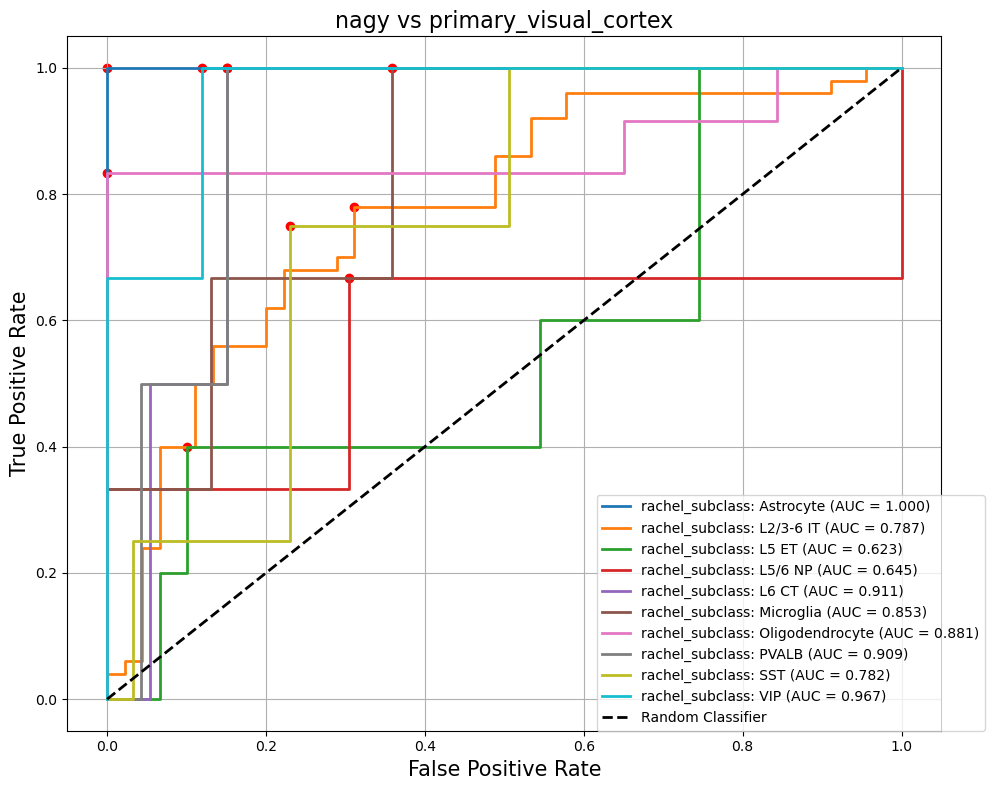 nagy vs primary_visual_cortex
True Positive Rate
1.0
0.8
0.6
0.4
0.2
0.0
rachel_subclass: Astrocyte (AUC = 1.000)
rachel_subclass: L2/3-6 IT (AUC = 0.787)
rachel_subclass: L5 ET (AUC = 0.623)
rachel_subclass: L5/6 NP (AUC = 0.645)
rachel_subclass: L6 CT (AUC = 0.911)
rachel_subclass: Microglia (AUC = 0.853)
rachel_subclass: Oligodendrocyte (AUC = 0.881)
rachel_subclass: PVALB (AUC = 0.909)
rachel_subclass: SST (AUC = 0.782)
rachel_subclass: VIP (AUC = 0.967)
Random Classifier
0.0 0.2 0.4 0.6 0.8 1.0
False Positive Rate